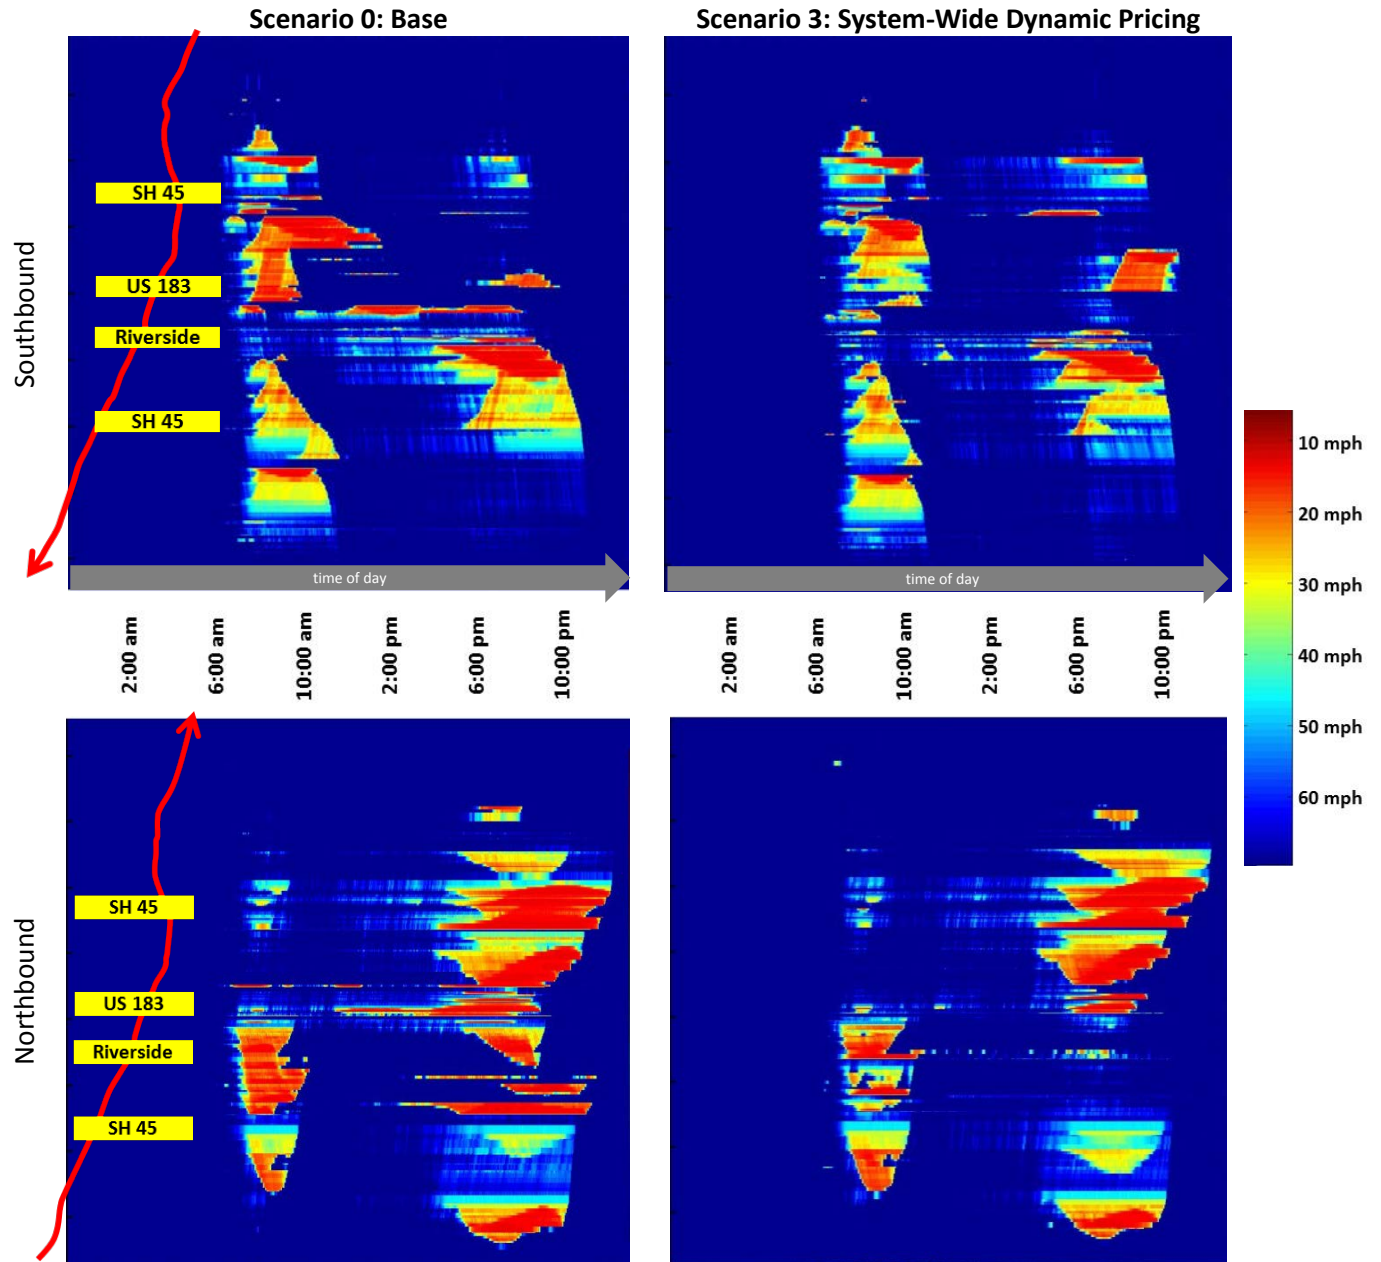 Scenario 0: Base
Scenario 3: System-Wide Dynamic Pricing
Southbound
SH 45
US 183
Riverside
SH 45
time of day
time of day
10 mph
20 mph
30 mph
40 mph
50 mph
60 mph
2:00 am
6:00 am
10:00 am
2:00 pm
6:00 pm
10:00 pm
2:00 am
6:00 am
10:00 am
2:00 pm
6:00 pm
10:00 pm
Northbound
SH 45
US 183
Riverside
SH 45